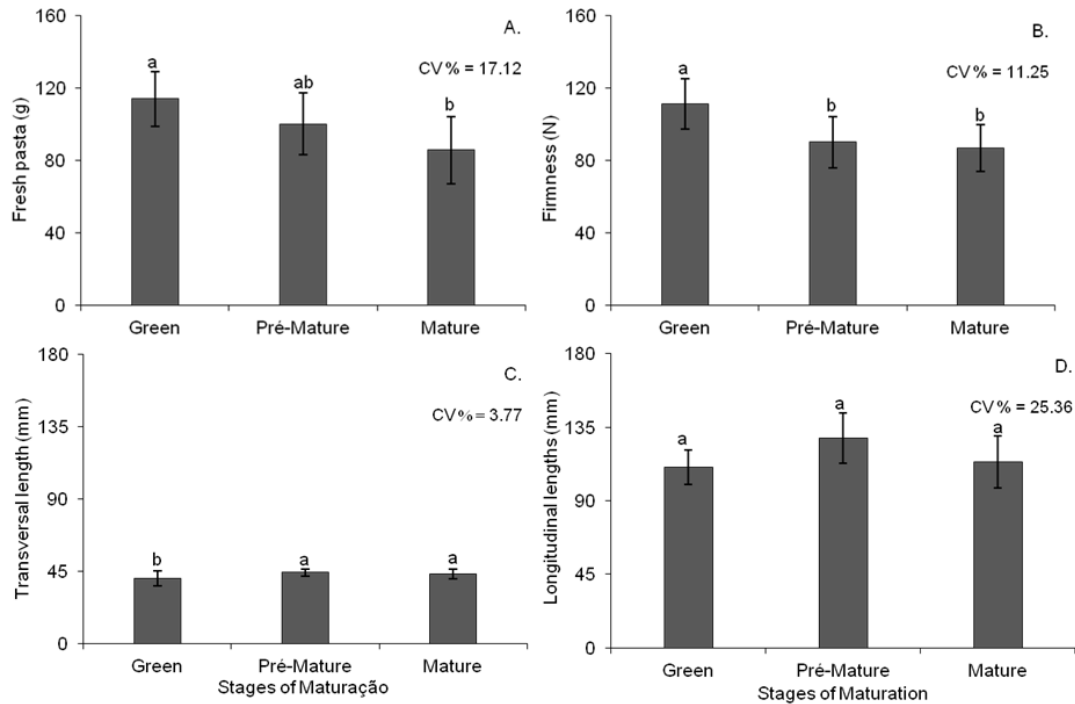 A.
CV% = 17.12
Fresh pasta (g)
160
120
80
40
0
a
ab
b
Green
Pré-Mature
Mature
B.
CV% = 11.25
Firmness (N)
160
120
80
40
0
a
b
b
Green
Pré-Mature
Mature
C.
CV% = 3.77
Transversal length (mm)
180
135
90
45
0
b
a
a
Green
Pré-Mature
Mature
Stages of Maturação
D.
CV% = 25.36
Longitudinal lengths (mm)
180
135
90
45
0
a
a
a
Green
Pré-Mature
Mature
Stages of Maturation